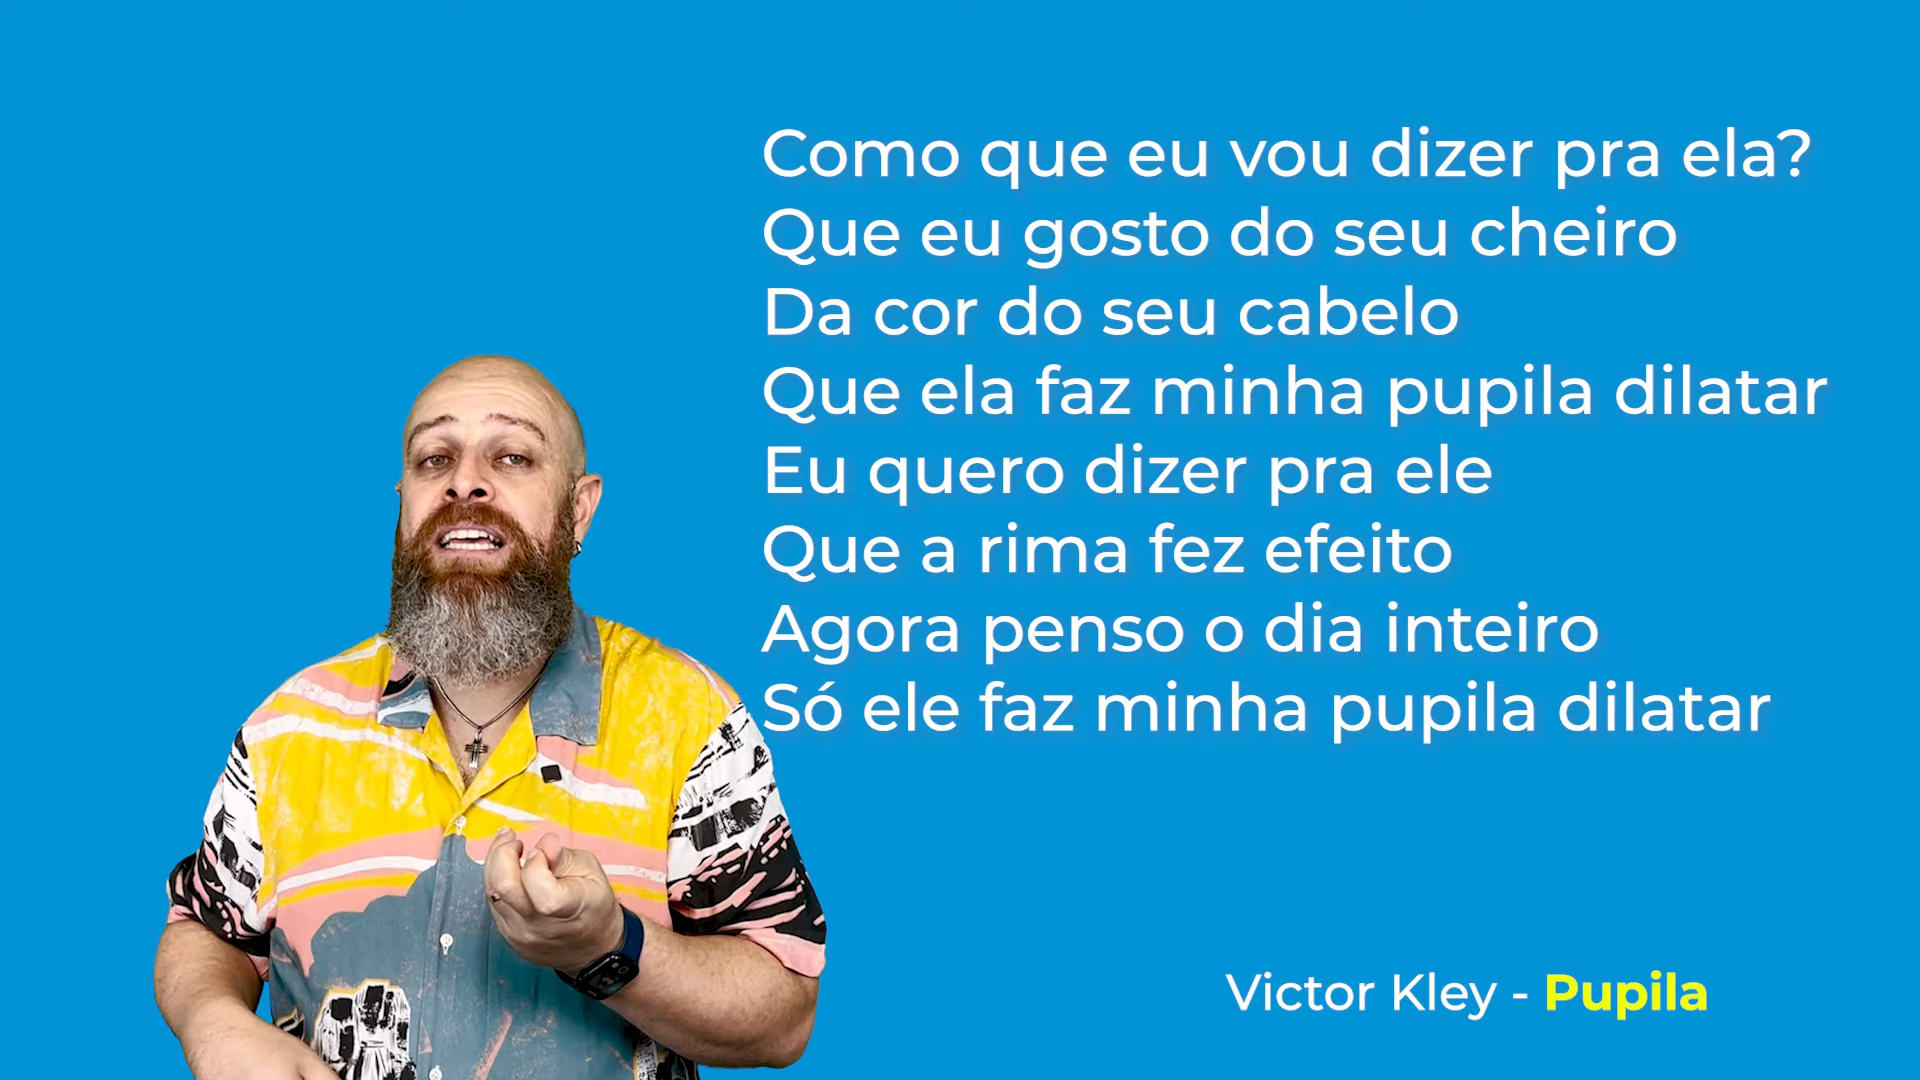 Como que eu vou dizer pra ela?
Que eu gosto do seu cheiro
Da cor do seu cabelo
Que ela faz minha pupila dilatar
Eu quero dizer pra ele
Que a rima fez efeito
Agora penso o dia inteiro
Só ele faz minha pupila dilatar
Victor Kley - Pupila